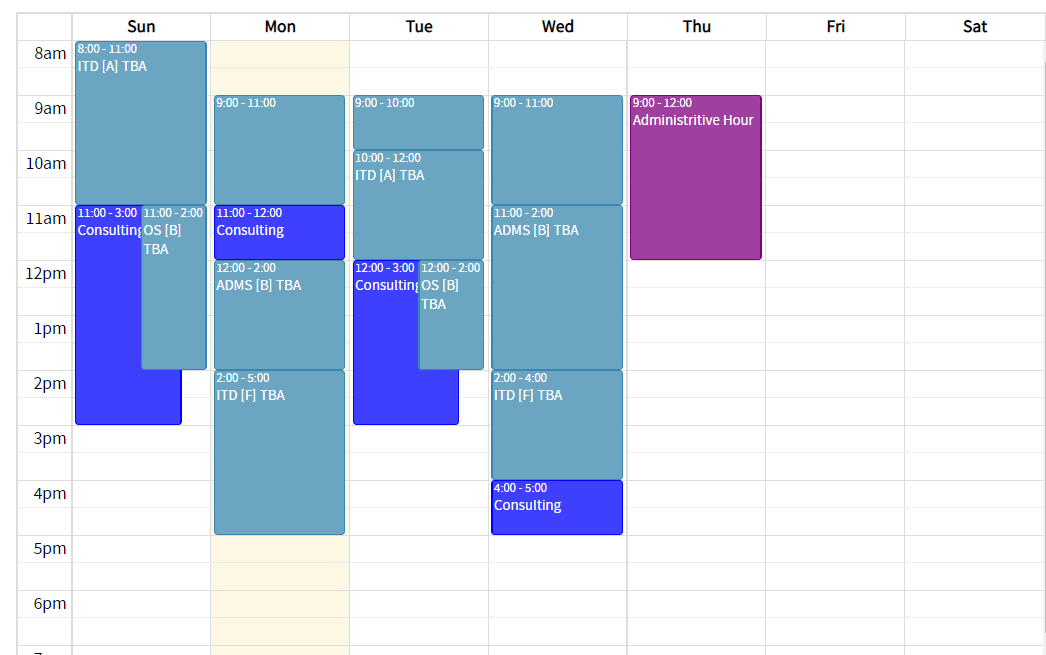 Sun Mon Tue Wed Thu Fri Sat
8am
9am
10am
11am
12pm
1pm
2pm
3pm
4pm
5pm
6pm
8:00 - 11:00
ITD [A] TBA
11:00 - 3:00
Consulting
11:00 - 2:00
OS [B]
TBA
9:00 - 11:00
11:00 - 12:00
Consulting
12:00 - 2:00
ADMS [B] TBA
2:00 - 5:00
ITD [F] TBA
9:00 - 10:00
10:00 - 12:00
ITD [A] TBA
12:00 - 3:00
Consulting
12:00 - 2:00
OS [B]
TBA
9:00 - 11:00
11:00 - 2:00
ADMS [B] TBA
2:00 - 4:00
ITD [F] TBA
4:00 - 5:00
Consulting
9:00 - 12:00
Administritive Hour